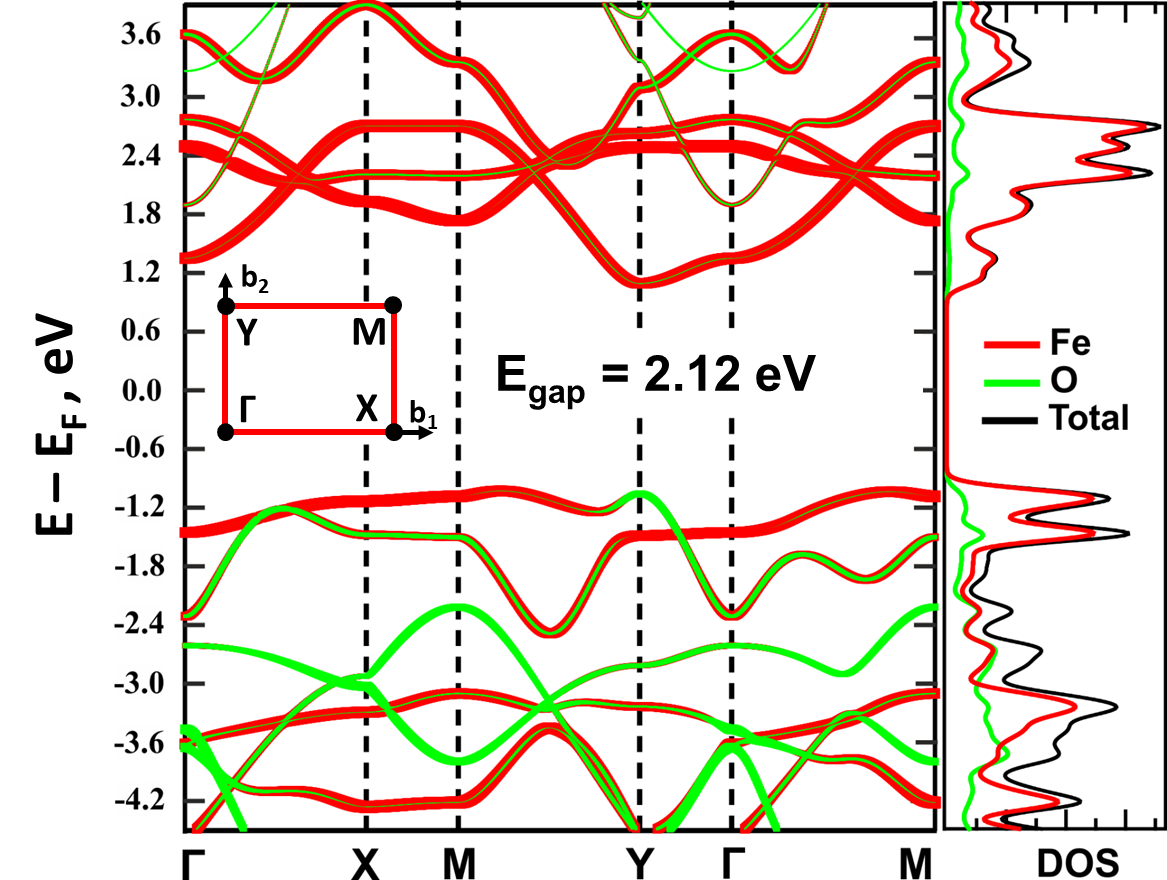 E – E_F, eV
3.6
3.0
2.4
1.8
1.2
0.6
0.0
-0.6
-1.2
-1.8
-2.4
-3.0
-3.6
-4.2
b₂
Y M
Γ X b₁
E_gap = 2.12 eV
Fe
O
Total
Γ X M Y Γ M DOS